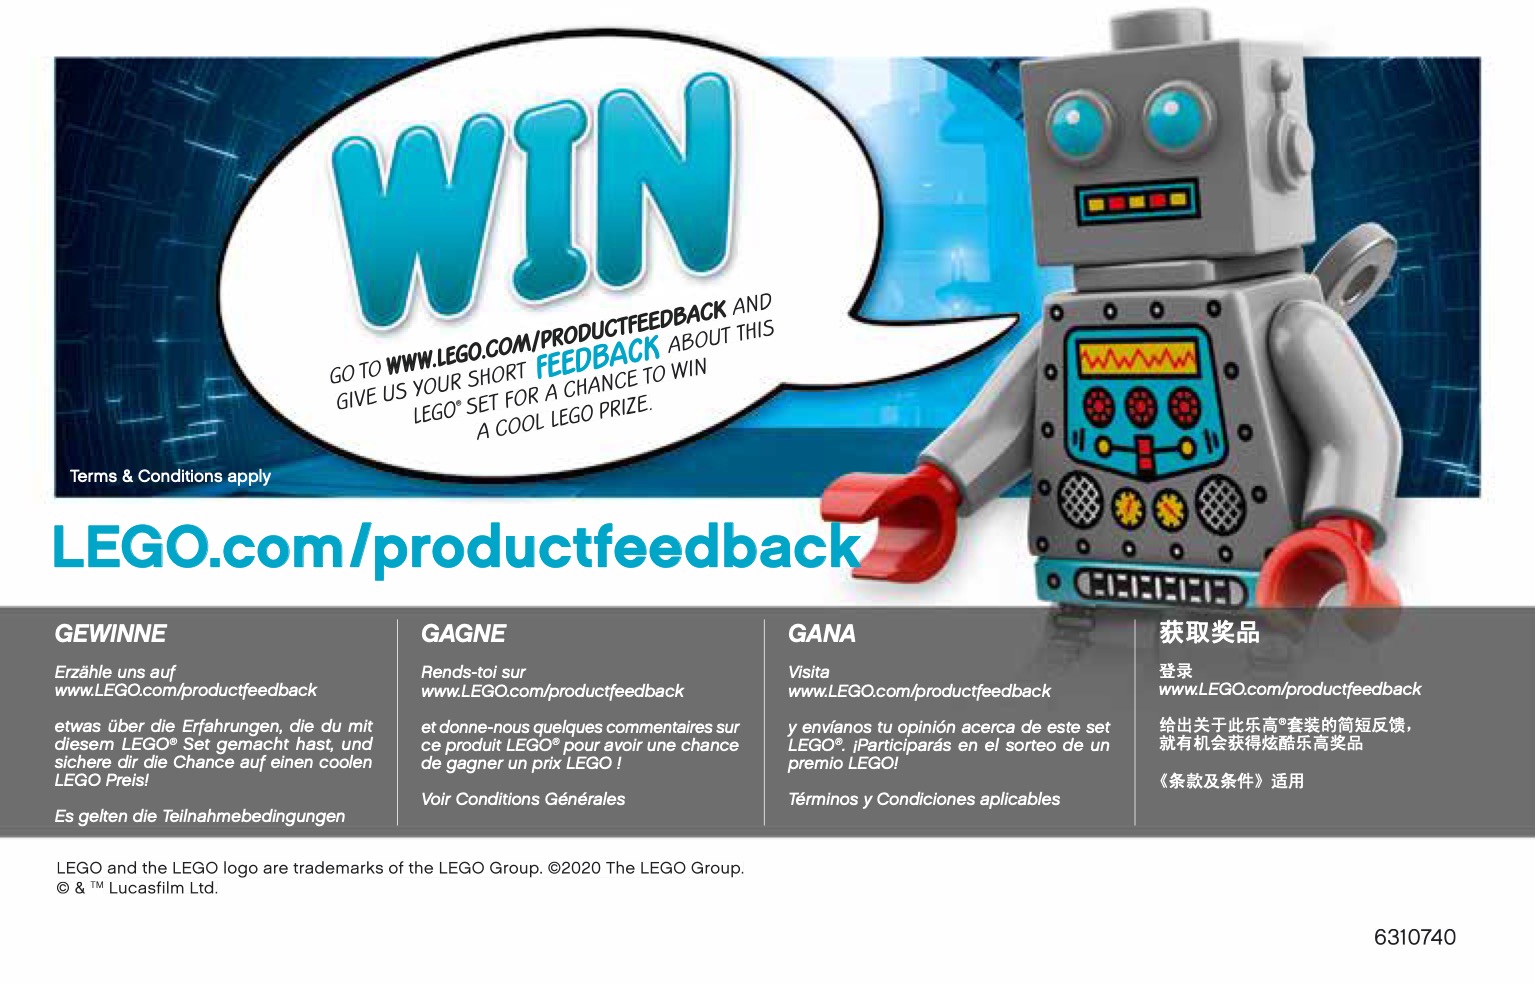 WIN
GO TO WWW.LEGO.COM/PRODUCTFEEDBACK AND
GIVE US YOUR SHORT FEEDBACK ABOUT THIS
LEGO® SET FOR A CHANCE TO WIN
A COOL LEGO PRIZE.
Terms & Conditions apply
LEGO.com/productfeedback
GEWINNE
Erzähle uns auf
www.LEGO.com/productfeedback
etwas über die Erfahrungen, die du mit
diesem LEGO® Set gemacht hast, und
sichere dir die Chance auf einen coolen
LEGO Preis!
Es gelten die Teilnahmebedingungen
GAGNE
Rends-toi sur
www.LEGO.com/productfeedback
et donne-nous quelques commentaires sur
ce produit LEGO® pour avoir une chance
de gagner un prix LEGO !
Voir Conditions Générales
GANA
Visita
www.LEGO.com/productfeedback
y envíanos tu opinión acerca de este set
LEGO®. ¡Participarás en el sorteo de un
premio LEGO!
Términos y Condiciones aplicables
获取奖品
登录
www.LEGO.com/productfeedback
给出关于此乐高®套装的简短反馈，
就有机会获得炫酷乐高奖品
《条款及条件》适用
LEGO and the LEGO logo are trademarks of the LEGO Group. ©2020 The LEGO Group.
© & ™ Lucasfilm Ltd.
6310740